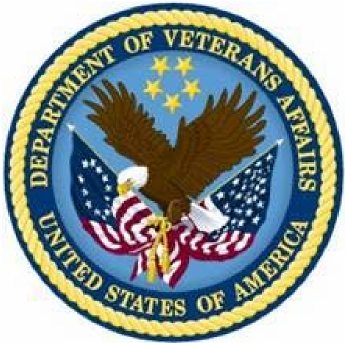 DEPARTMENT OF VETERANS AFFAIRS
UNITED STATES OF AMERICA